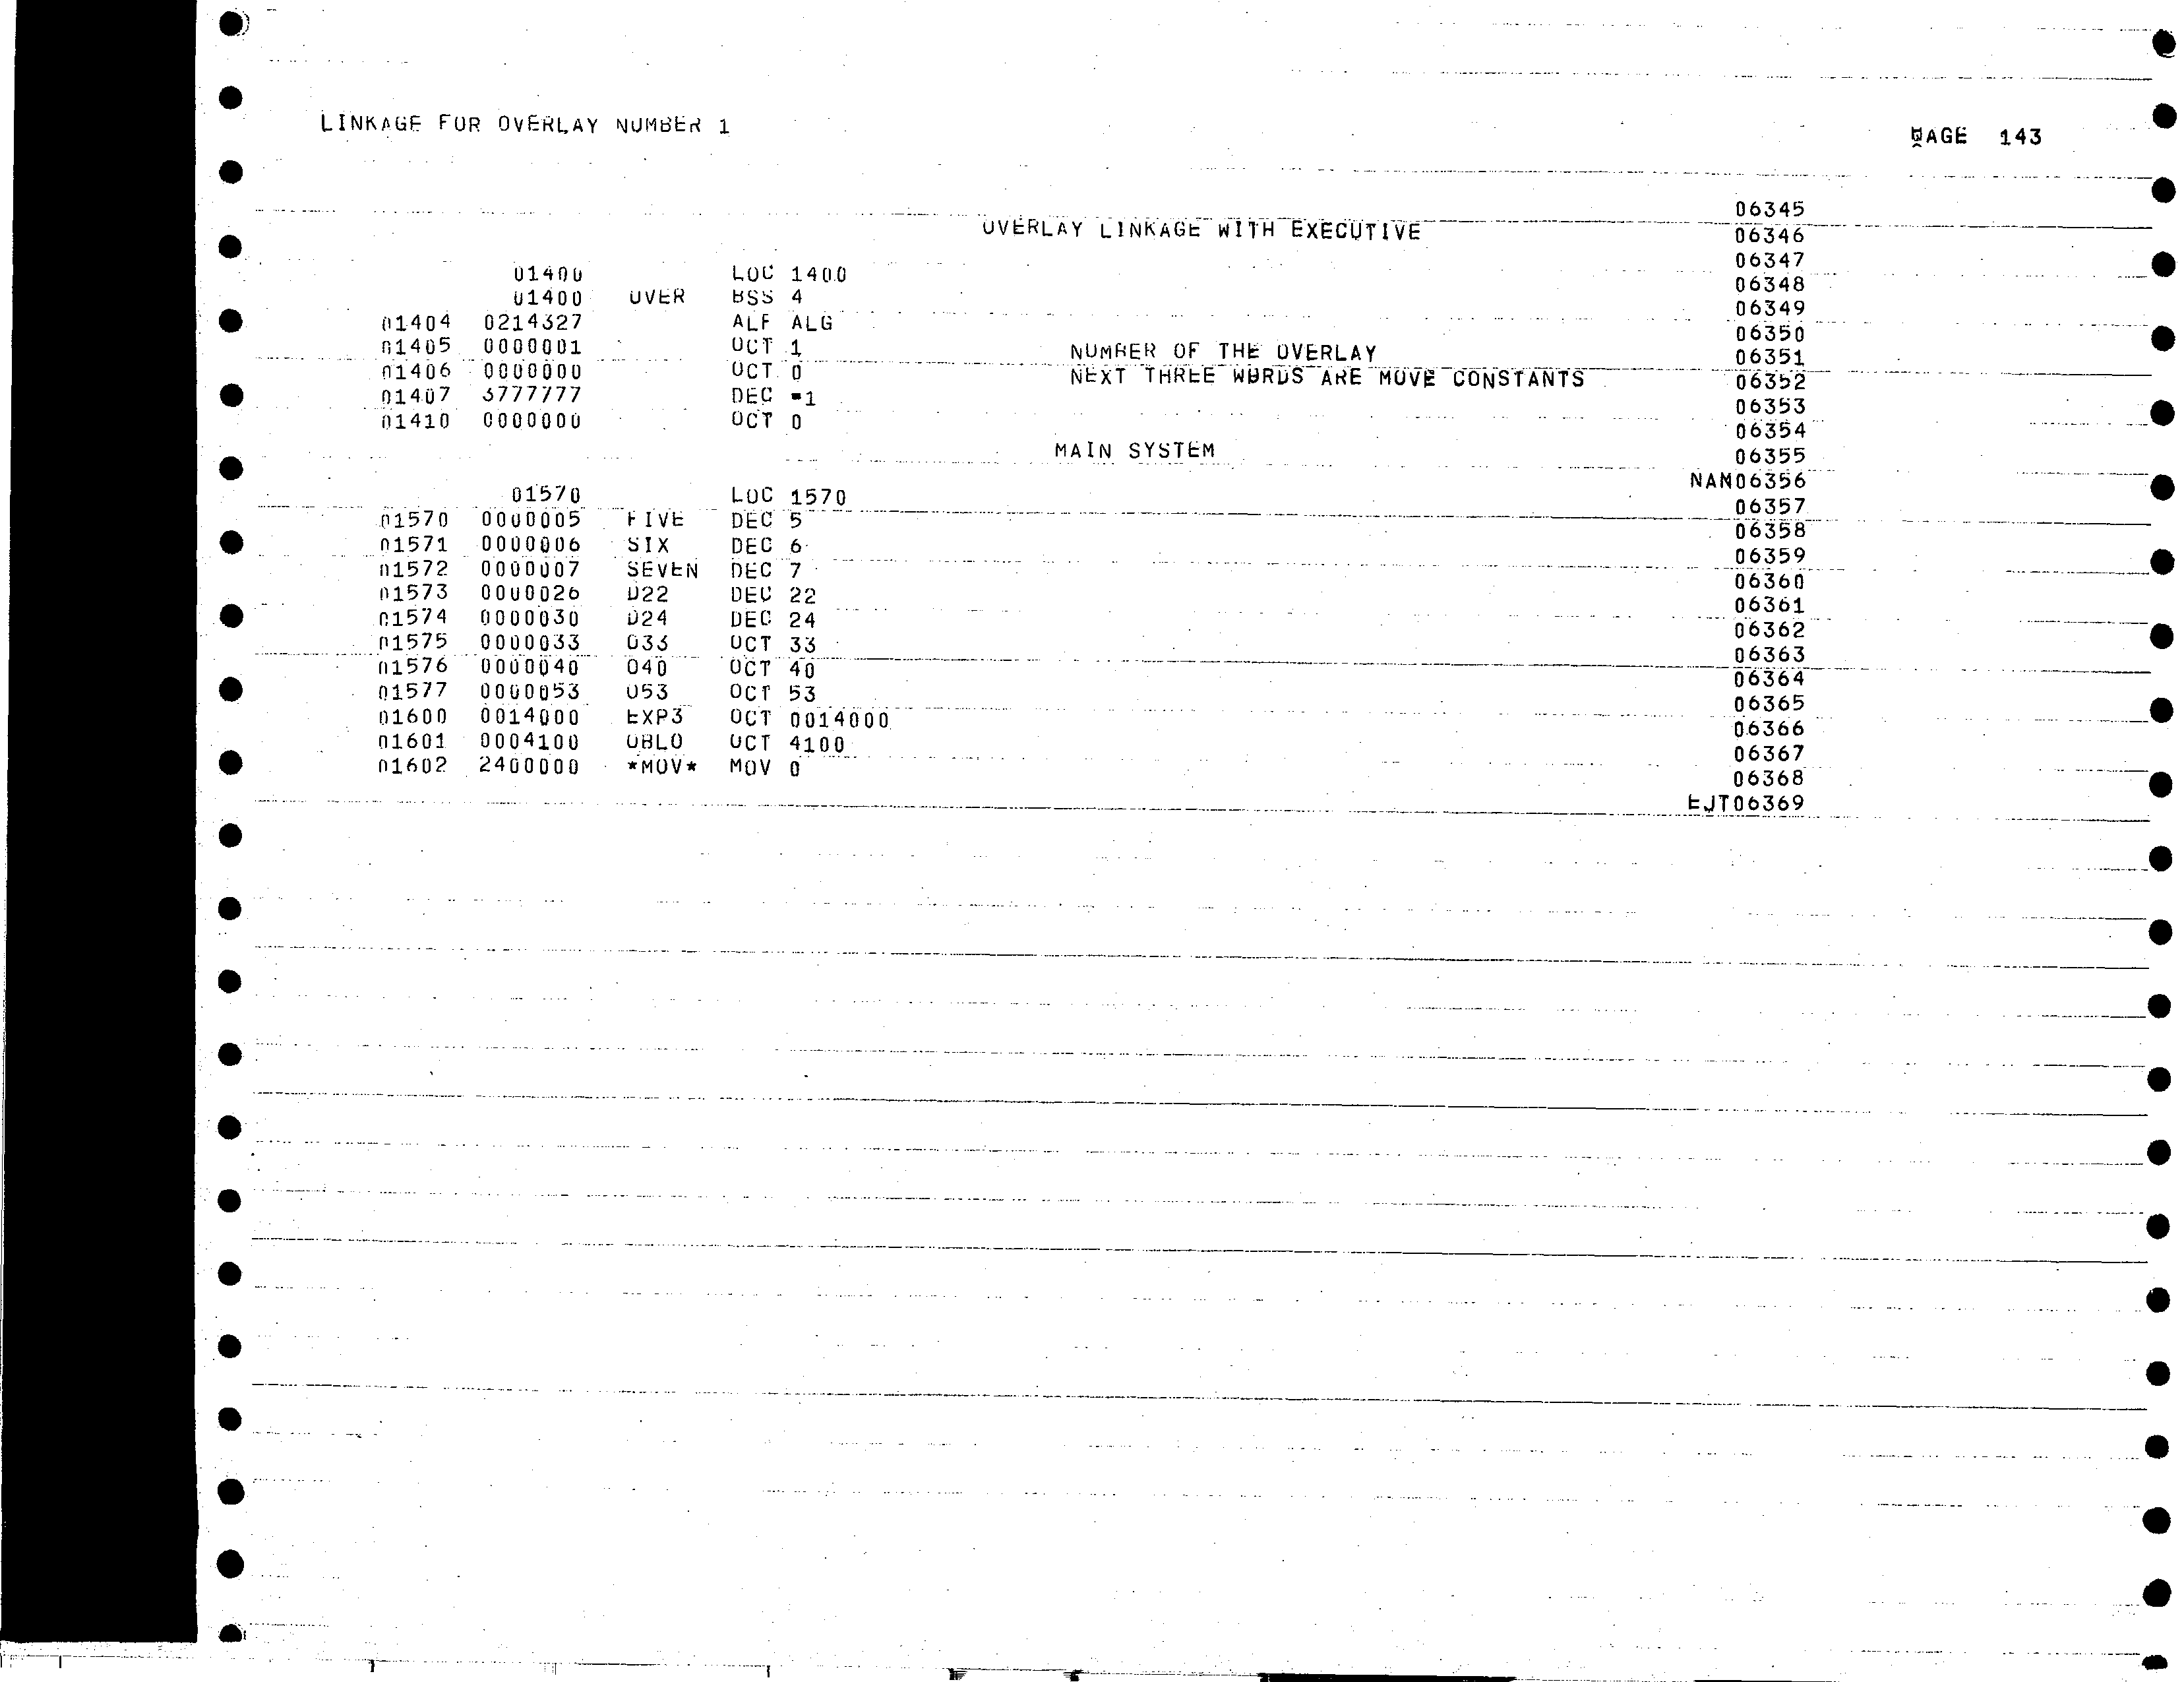 LINKAGE FOR OVERLAY NUMBER 1 PAGE 143
06345
OVERLAY LINKAGE WITH EXECUTIVE 06346
06347
01400 LOC 1400 06348
01400 OVER BSS 4 06349
01404 0214327 ALF ALG 06350
01405 0000001 OCT 1 NUMBER OF THE OVERLAY 06351
01406 0000000 OCT 0 NEXT THREE WORDS ARE MOVE CONSTANTS 06352
01407 3777777 DEC -1 06353
01410 0000000 OCT 0 06354
MAIN SYSTEM 06355
NAM06356
01570 LOC 1570 06357
01570 0000005 FIVE DEC 5 06358
01571 0000006 SIX DEC 6 06359
01572 0000007 SEVEN DEC 7 06360
01573 0000026 D22 DEC 22 06361
01574 0000030 D24 DEC 24 06362
01575 0000033 O33 OCT 33 06363
01576 0000040 O40 OCT 40 06364
01577 0000053 O53 OCT 53 06365
01600 0014000 EXP3 OCT 0014000 06366
01601 0004100 OBLO OCT 4100 06367
01602 2400000 *MOV* MOV 0 06368
EJT06369